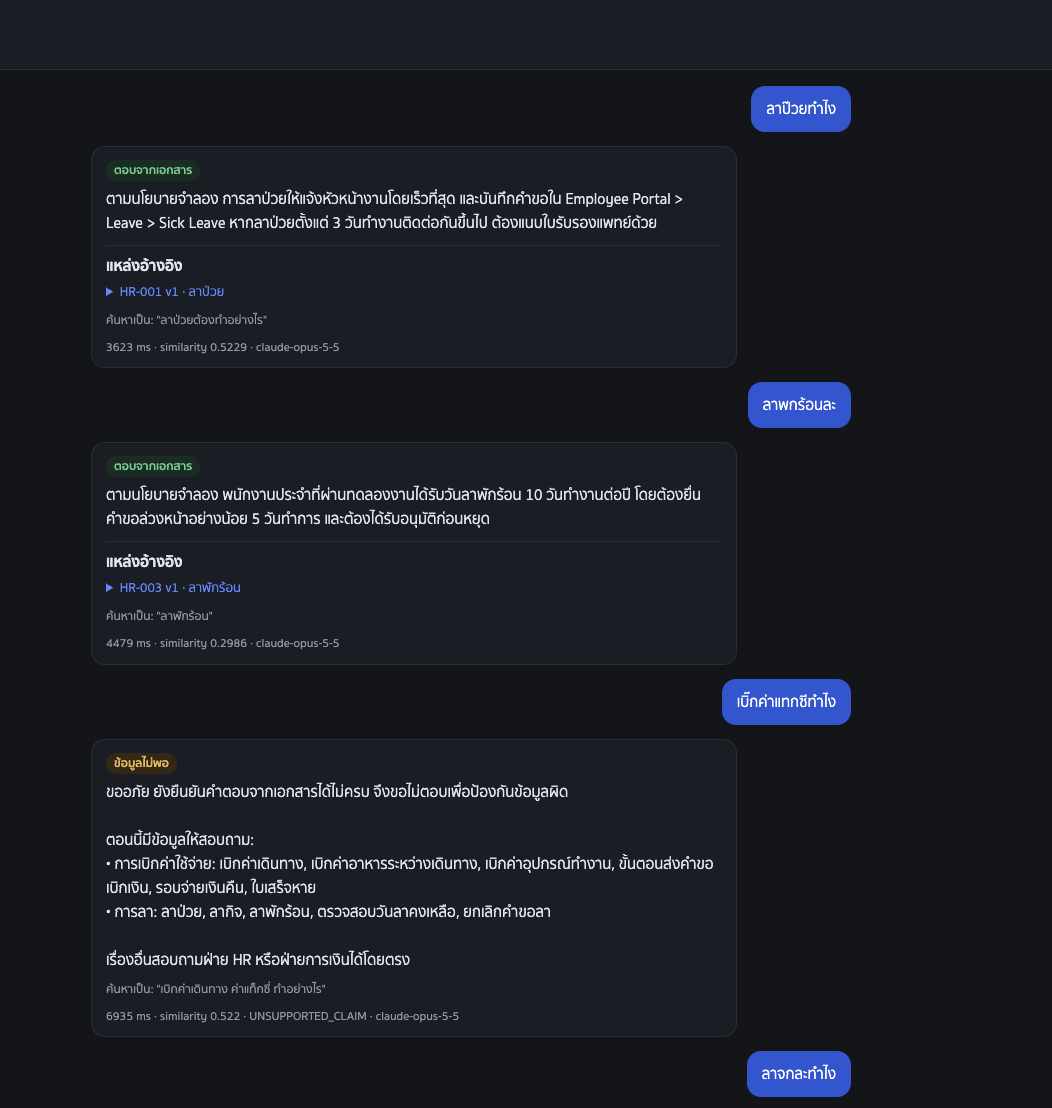 ลาป๊วยทำไง
ตอบจากเอกสาร
ตามนโยบายจำลอง การลาป่วยให้แจ้งหัวหน้างานโดยเร็วที่สุด และบันทึกคำขอใน Employee Portal >
Leave > Sick Leave หากลาป่วยตั้งแต่ 3 วันทำงานติดต่อกันขึ้นไป ต้องแนบใบรับรองแพทย์ด้วย
แหล่งอ้างอิง
▶ HR-001 v1 · ลาป่วย
ค้นหาเป็น: "ลาป่วยต้องทำอย่างไร"
3623 ms · similarity 0.5229 · claude-opus-5-5
ลาพกร้อนละ
ตอบจากเอกสาร
ตามนโยบายจำลอง พนักงานประจำที่ผ่านทดลองงานได้รับวันลาพักร้อน 10 วันทำงานต่อปี โดยต้องยื่น
คำขอล่วงหน้าอย่างน้อย 5 วันทำการ และต้องได้รับอนุมัติก่อนหยุด
แหล่งอ้างอิง
▶ HR-003 v1 · ลาพักร้อน
ค้นหาเป็น: "ลาพักร้อน"
4479 ms · similarity 0.2986 · claude-opus-5-5
เบิ๊กค่าแทกซีทำไง
ข้อมูลไม่พอ
ขออภัย ยังยืนยันคำตอบจากเอกสารได้ไม่ครบ จึงขอไม่ตอบเพื่อป้องกันข้อมูลผิด
ตอนนี้มีข้อมูลให้สอบถาม:
• การเบิกค่าใช้จ่าย: เบิกค่าเดินทาง, เบิกค่าอาหารระหว่างเดินทาง, เบิกค่าอุปกรณ์ทำงาน, ขั้นตอนส่งคำขอ
เบิกเงิน, รอบจ่ายเงินคืน, ใบเสร็จหาย
• การลา: ลาป่วย, ลากิจ, ลาพักร้อน, ตรวจสอบวันลาคงเหลือ, ยกเลิกคำขอลา
เรื่องอื่นสอบถามฝ่าย HR หรือฝ่ายการเงินได้โดยตรง
ค้นหาเป็น: "เบิกค่าเดินทาง ค่าแท็กซี่ ทำอย่างไร"
6935 ms · similarity 0.522 · UNSUPPORTED_CLAIM · claude-opus-5-5
ลาจกละทำไง